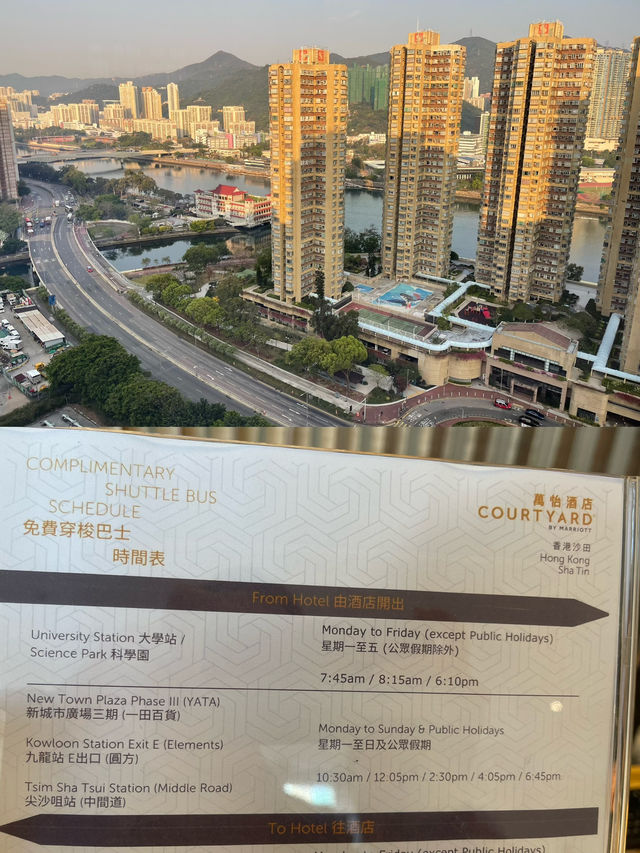 COMPLIMENTARY
SHUTTLE BUS
SCHEDULE
免費穿梭巴士
時間表
萬怡酒店
COURTYARD
BY MARRIOTT
香港沙田
Hong Kong
Sha Tin
From Hotel 由酒店開出
University Station 大學站 /
Science Park 科學園
Monday to Friday (except Public Holidays)
星期一至五 (公眾假期除外)
7:45am / 8:15am / 6:10pm
New Town Plaza Phase III (YATA)
新城市廣場三期 (一田百貨)
Kowloon Station Exit E (Elements)
九龍站 E出口 (圓方)
Tsim Sha Tsui Station (Middle Road)
尖沙咀站 (中間道)
Monday to Sunday & Public Holidays
星期一至日及公眾假期
10:30am / 12:05pm / 2:30pm / 4:05pm / 6:45pm
To Hotel 往酒店
Monday to Friday (except Public Holidays)